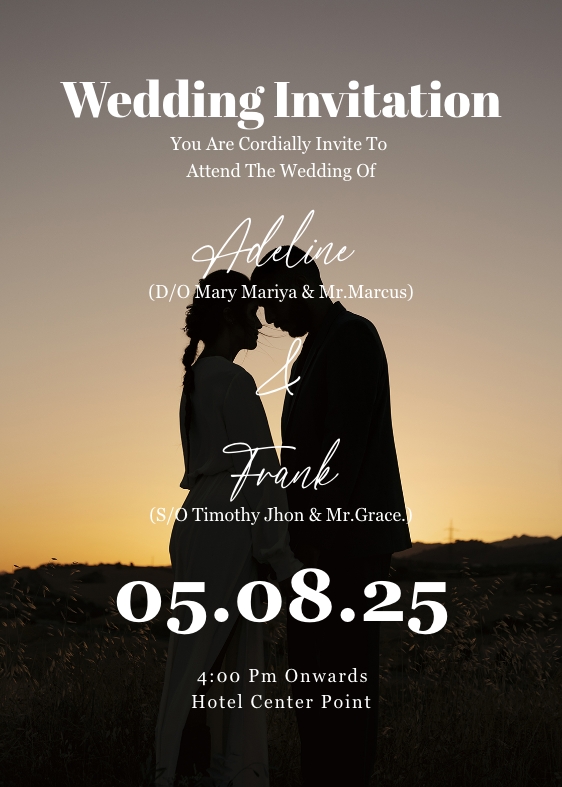 Wedding Invitation
You Are Cordially Invite To
Attend The Wedding Of
Adeline
(D/O Mary Mariya & Mr.Marcus)
&
Frank
(S/O Timothy Jhon & Mr.Grace.)
05.08.25
4:00 Pm Onwards
Hotel Center Point